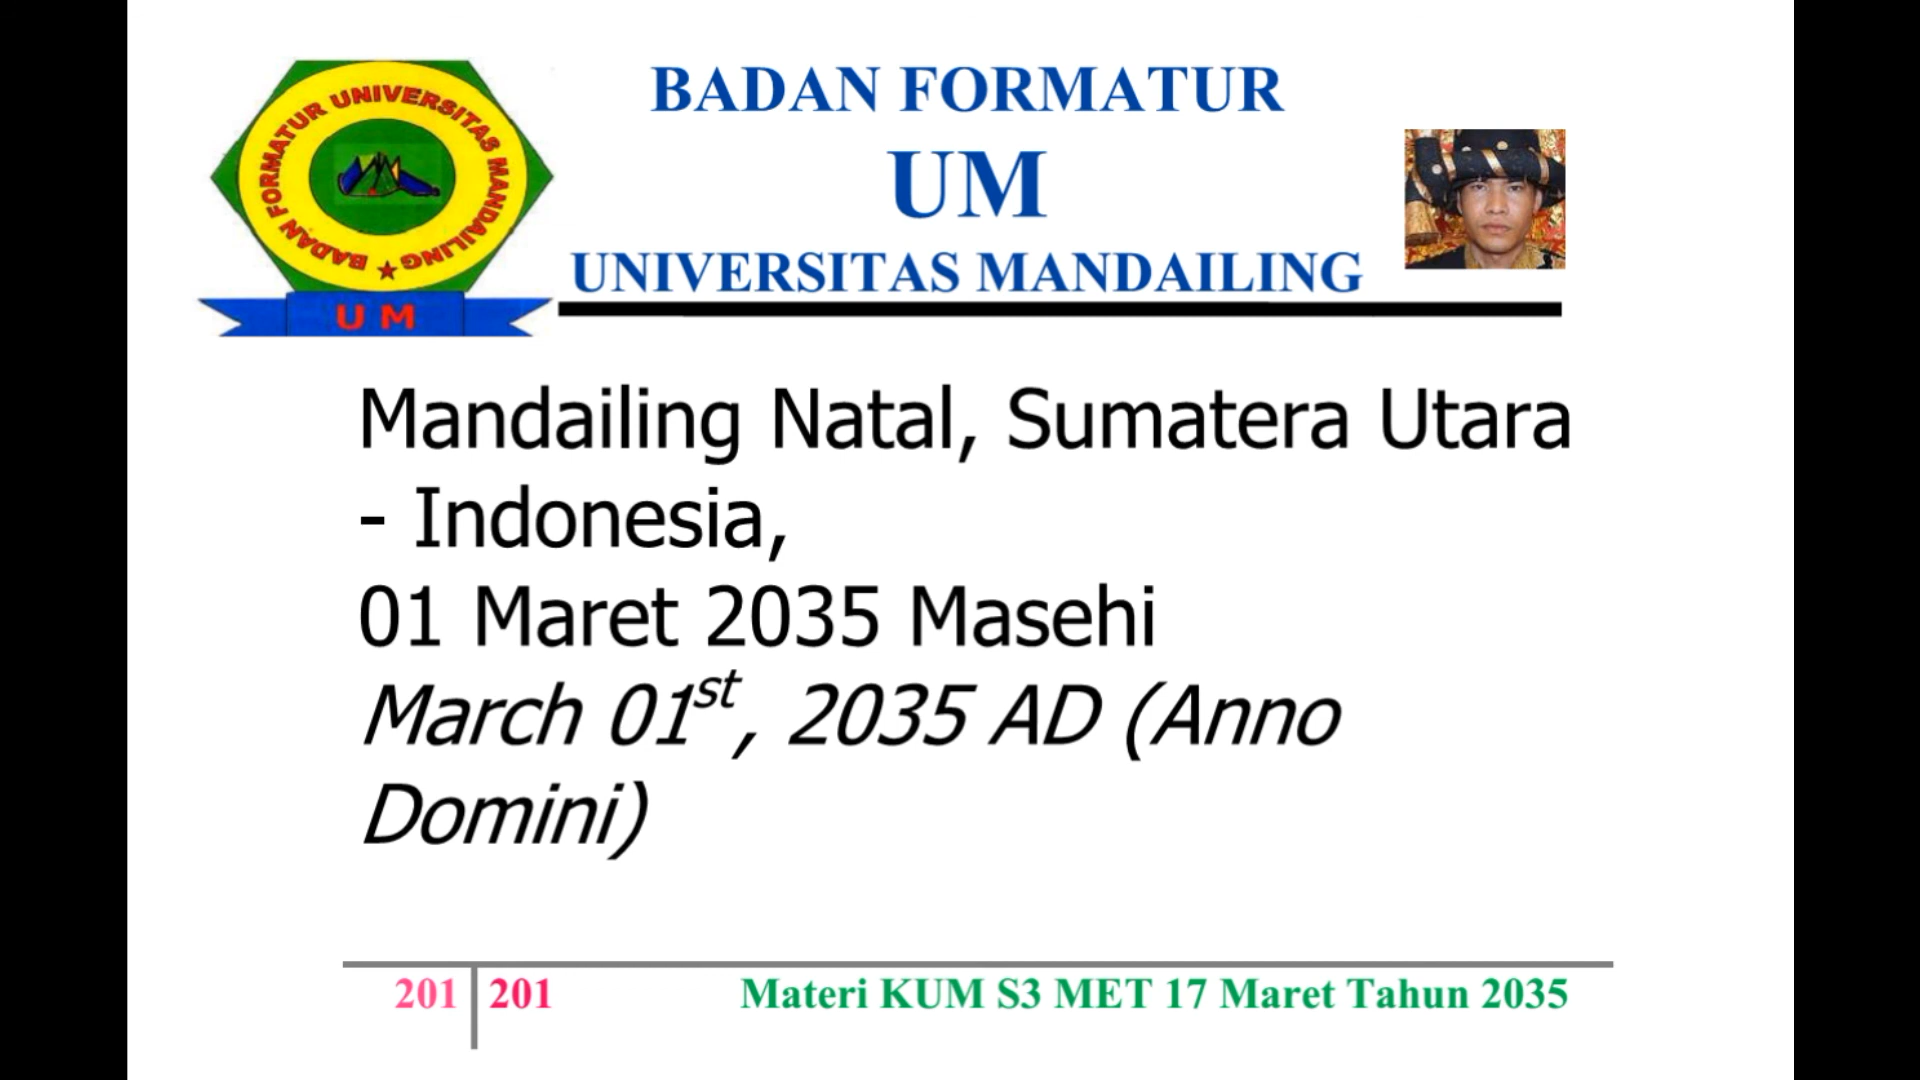 BADAN FORMATUR UNIVERSITAS MANDAILING
U M
BADAN FORMATUR
UM
UNIVERSITAS MANDAILING
Mandailing Natal, Sumatera Utara
- Indonesia,
01 Maret 2035 Masehi
March 01st, 2035 AD (Anno
Domini)
201 201 Materi KUM S3 MET 17 Maret Tahun 2035